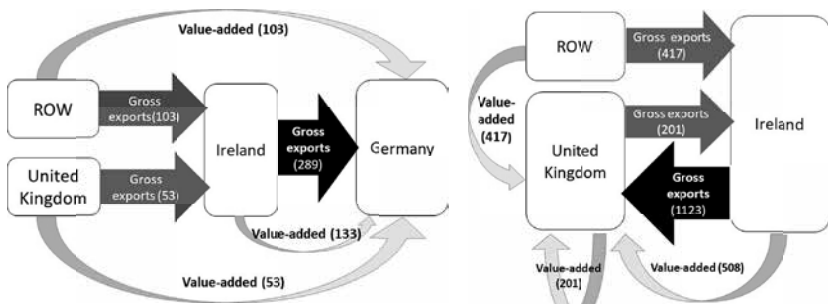 Value-added (103)
ROW
Gross
exports(103)
United
Kingdom
Gross
exports (53)
Ireland
Gross
exports
(289)
Germany
Value-added (133)
Value-added (53)
ROW
Gross exports
(417)
Value-
added
(417)
United
Kingdom
Gross exports
(201)
Ireland
Gross
exports
(1123)
Value-added
(201)
Value-added (508)